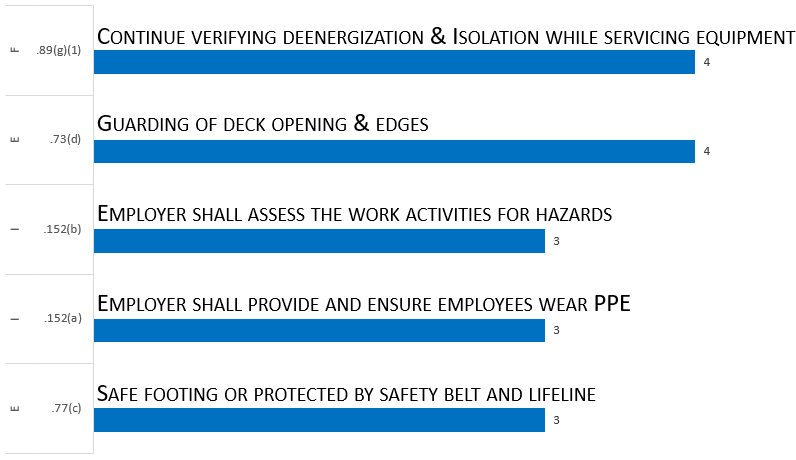 CONTINUE VERIFYING DEENERGIZATION & ISOLATION WHILE SERVICING EQUIPMENT
F .89(g)(1) 4
GUARDING OF DECK OPENING & EDGES
E .73(d) 4
EMPLOYER SHALL ASSESS THE WORK ACTIVITIES FOR HAZARDS
I .152(b) 3
EMPLOYER SHALL PROVIDE AND ENSURE EMPLOYEES WEAR PPE
I .152(a) 3
SAFE FOOTING OR PROTECTED BY SAFETY BELT AND LIFELINE
E .77(c) 3